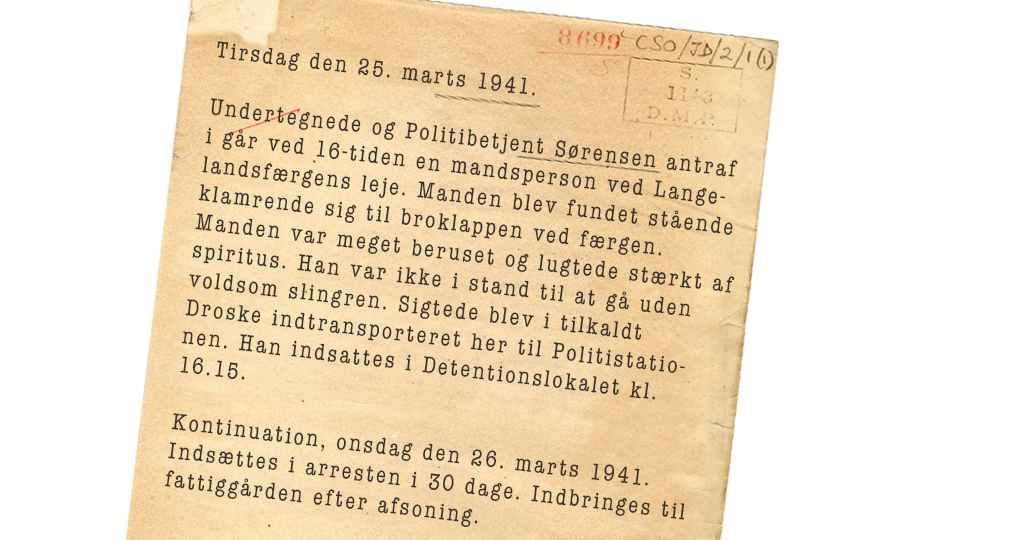 8699 CSO/JD/2/1(1)
S.
D.M.P.
Tirsdag den 25. marts 1941.
Undertegnede og Politibetjent Sørensen antraf
i går ved 16-tiden en mandsperson ved Lange-
landsfærgens leje. Manden blev fundet stående
klamrende sig til broklappen ved færgen.
Manden var meget beruset og lugtede stærkt af
spiritus. Han var ikke i stand til at gå uden
voldsom slingren. Sigtede blev i tilkaldt
Droske indtransporteret her til Politistatio-
nen. Han indsattes i Detentionslokalet kl.
16.15.
Kontinuation, onsdag den 26. marts 1941.
Indsættes i arresten i 30 dage. Indbringes til
fattiggården efter afsoning.